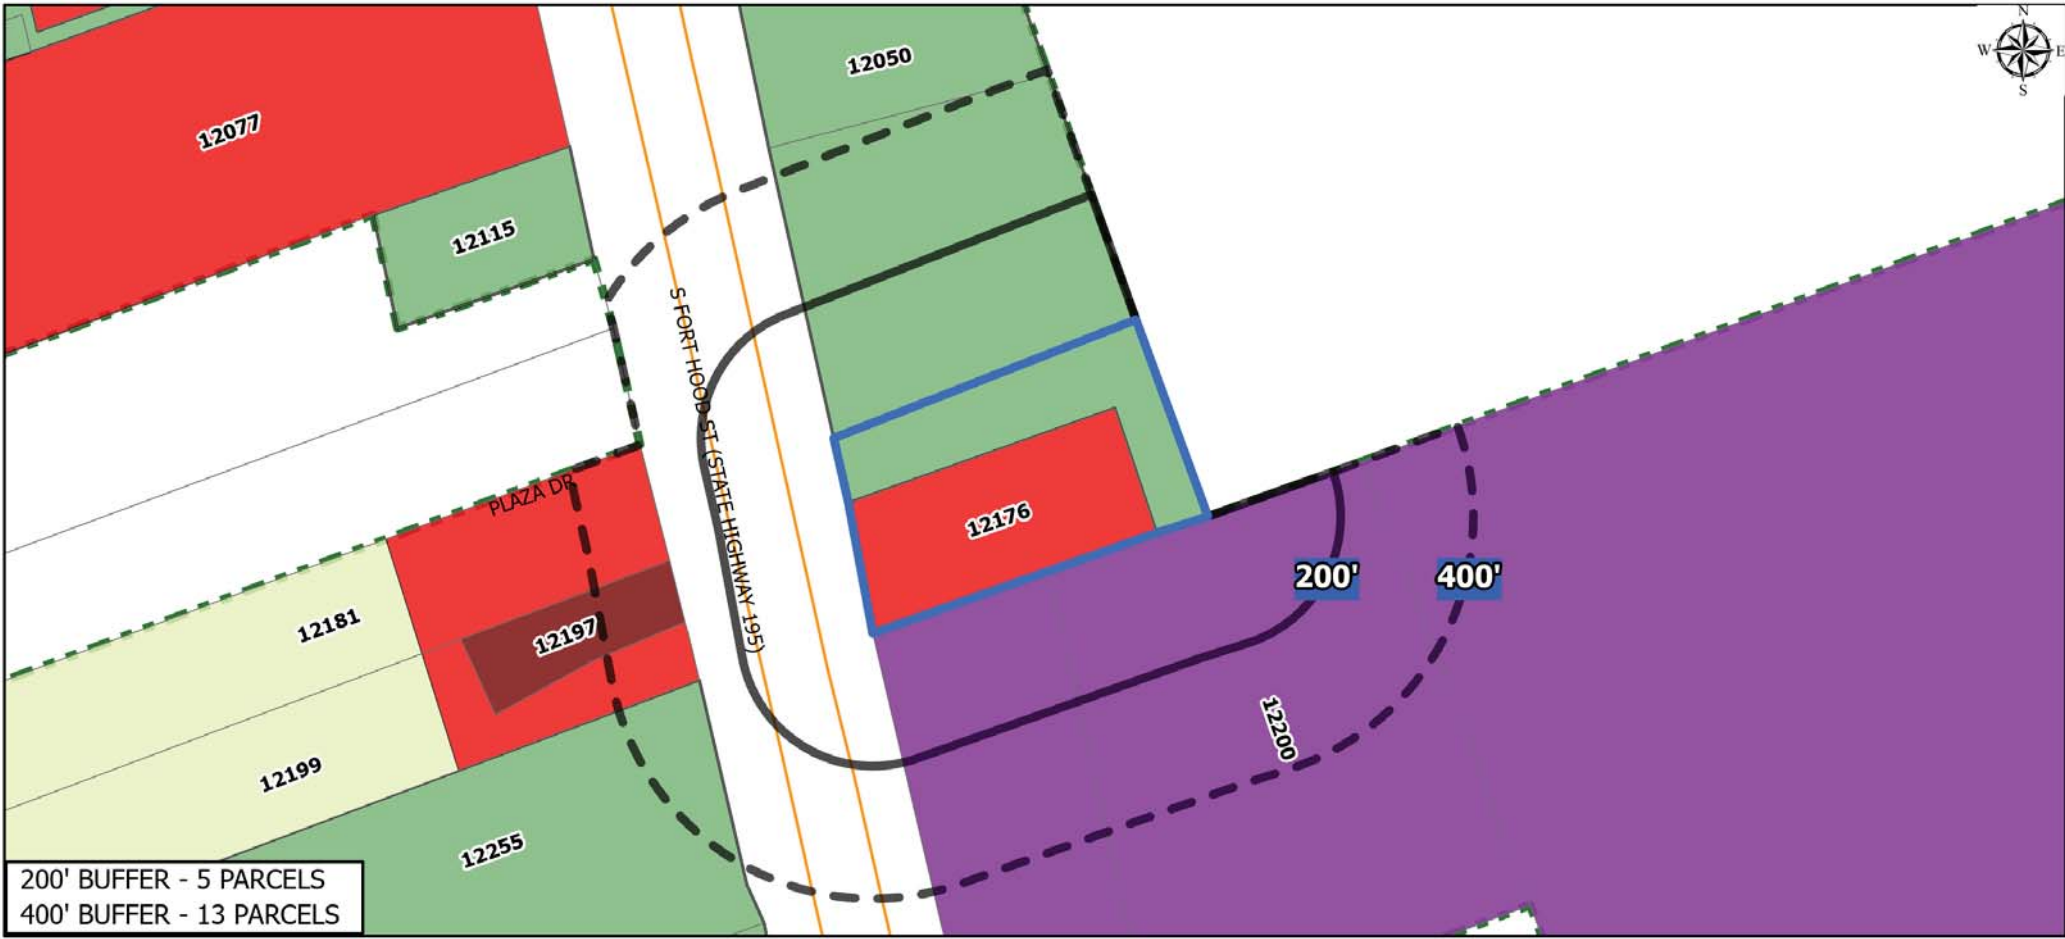 N
W E
S
12050
12077
12115
S FORT HOOD ST (STATE HIGHWAY 195)
PLAZA DR
12176
200'
400'
12181
12197
12200
12199
12255
200' BUFFER - 5 PARCELS
400' BUFFER - 13 PARCELS